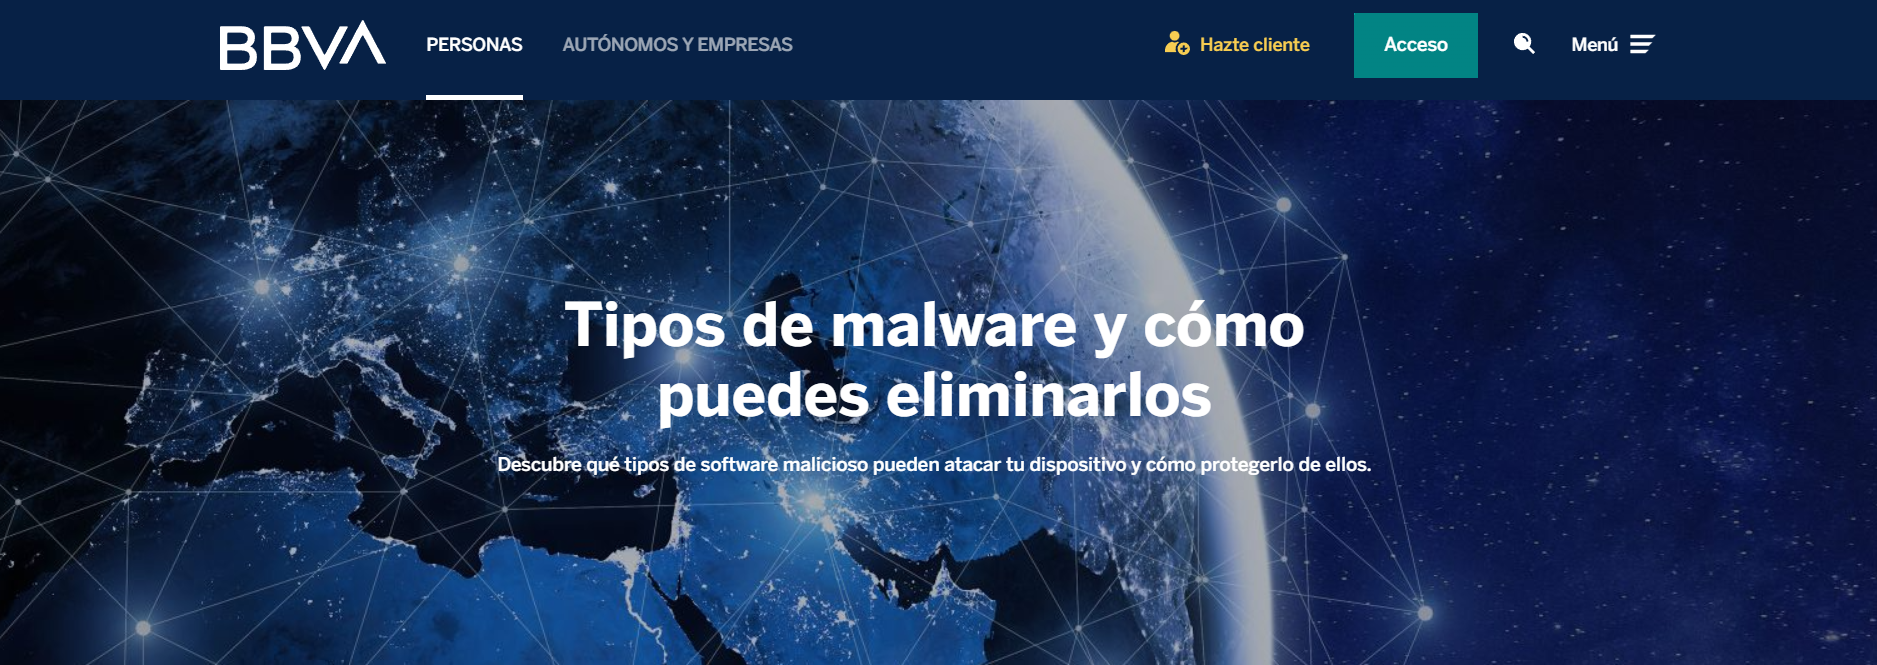 BBVA
PERSONAS
AUTÓNOMOS Y EMPRESAS
Hazte cliente
Acceso
Menú
Tipos de malware y cómo
puedes eliminarlos
Descubre qué tipos de software malicioso pueden atacar tu dispositivo y cómo protegerlo de ellos.